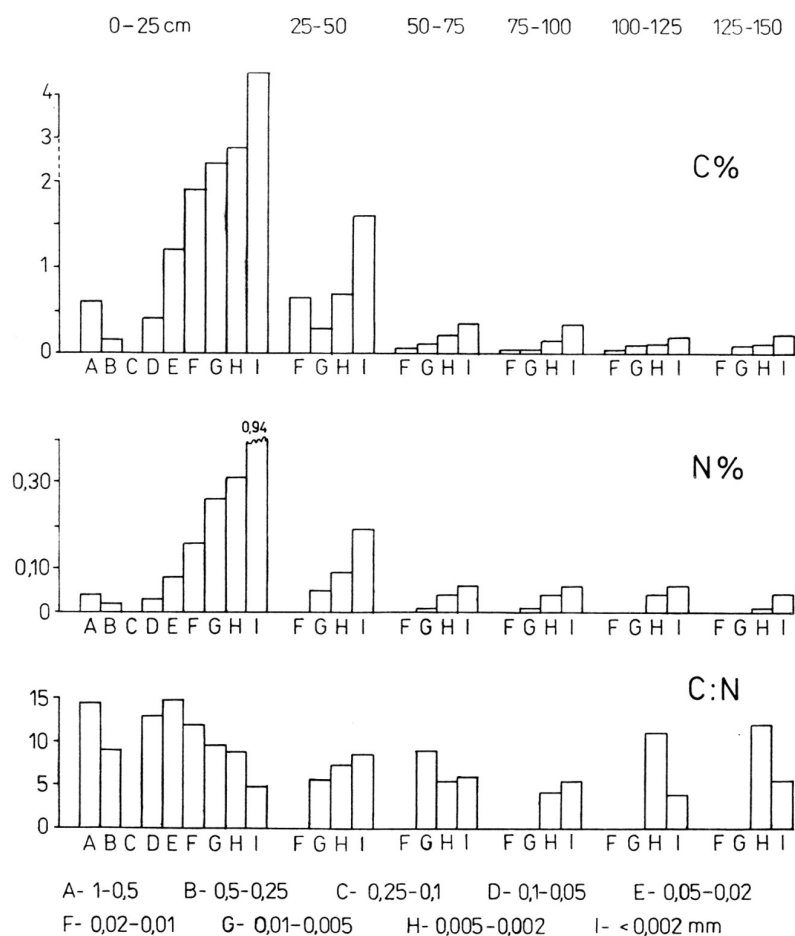 0-25 cm 25-50 50-75 75-100 100-125 125-150
4
3
C%
2
1
0
A B C D E F G H I F G H I F G H I F G H I F G H I F G H I
0,94
N%
0,30
0,10
0
A B C D E F G H I F G H I F G H I F G H I F G H I F G H I
C:N
15
10
5
0
A B C D E F G H I F G H I F G H I F G H I F G H I F G H I
A- 1-0,5 B- 0,5-0,25 C- 0,25-0,1 D- 0,1-0,05 E- 0,05-0,02
F- 0,02-0,01 G- 0,01-0,005 H- 0,005-0,002 I- <0,002 mm